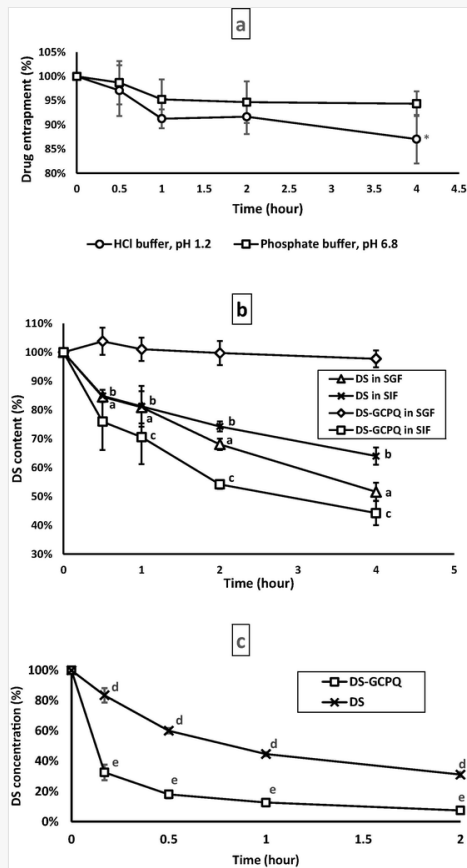 a
105%
100%
95%
90%
85%
80%
Drug entrapment (%)
*
0 0.5 1 1.5 2 2.5 3 3.5 4 4.5
Time (hour)
HCl buffer, pH 1.2
Phosphate buffer, pH 6.8
b
110%
100%
90%
80%
70%
60%
50%
40%
30%
DS content (%)
DS in SGF
DS in SIF
DS-GCPQ in SGF
DS-GCPQ in SIF
b
a
b
a
c
b
a
c
b
a
c
0 1 2 3 4 5
Time (hour)
c
100%
80%
60%
40%
20%
0%
DS concentration (%)
DS-GCPQ
DS
d
d
d
d
e
e
e
e
0 0.5 1 1.5 2
Time (hour)